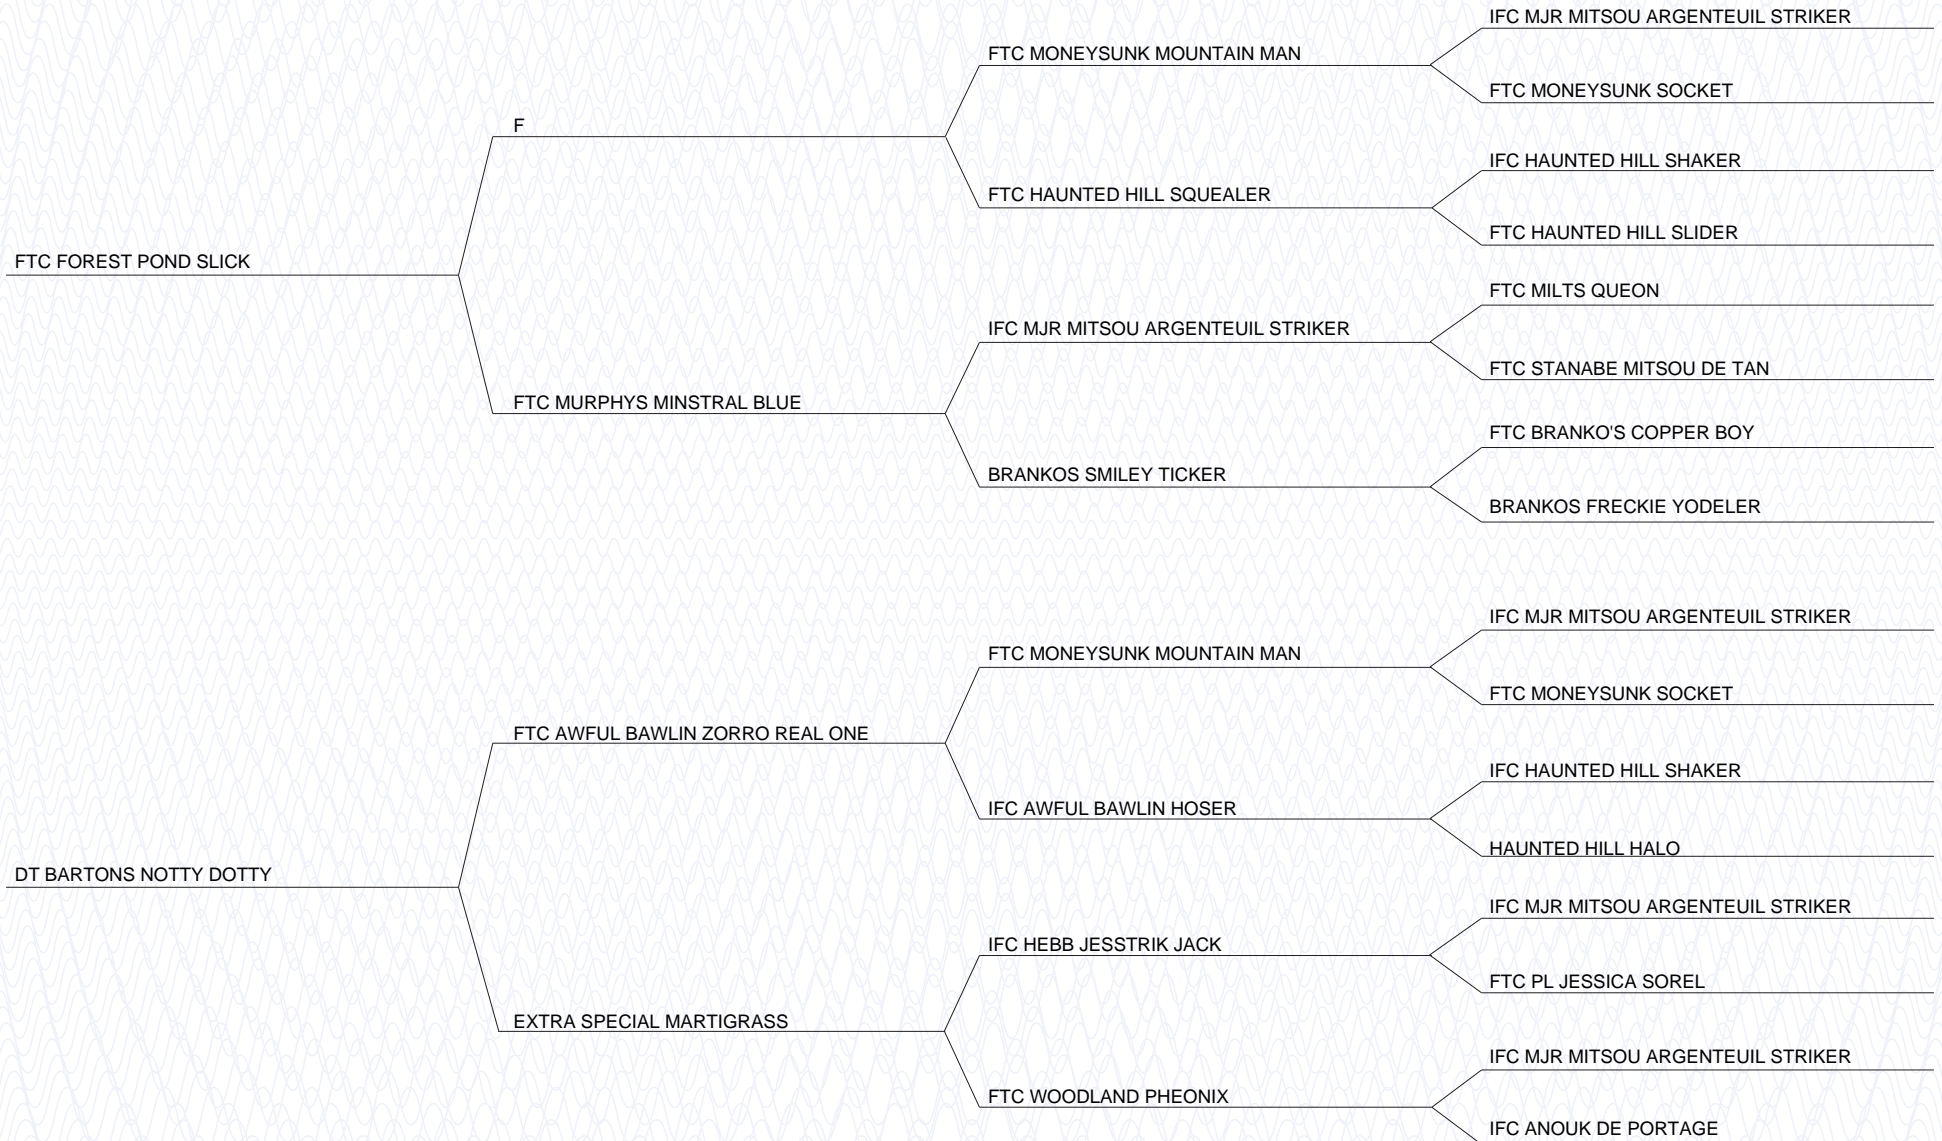 IFC MJR MITSOU ARGENTEUIL STRIKER
FTC MONEYSUNK MOUNTAIN MAN
FTC MONEYSUNK SOCKET
F
IFC HAUNTED HILL SHAKER
FTC HAUNTED HILL SQUEALER
FTC HAUNTED HILL SLIDER
FTC FOREST POND SLICK
FTC MILTS QUEON
IFC MJR MITSOU ARGENTEUIL STRIKER
FTC STANABE MITSOU DE TAN
FTC MURPHYS MINSTRAL BLUE
FTC BRANKO'S COPPER BOY
BRANKOS SMILEY TICKER
BRANKOS FRECKIE YODELER
IFC MJR MITSOU ARGENTEUIL STRIKER
FTC MONEYSUNK MOUNTAIN MAN
FTC MONEYSUNK SOCKET
FTC AWFUL BAWLIN ZORRO REAL ONE
IFC HAUNTED HILL SHAKER
IFC AWFUL BAWLIN HOSER
HAUNTED HILL HALO
DT BARTONS NOTTY DOTTY
IFC MJR MITSOU ARGENTEUIL STRIKER
IFC HEBB JESSTRIK JACK
FTC PL JESSICA SOREL
EXTRA SPECIAL MARTIGRASS
IFC MJR MITSOU ARGENTEUIL STRIKER
FTC WOODLAND PHEONIX
IFC ANOUK DE PORTAGE